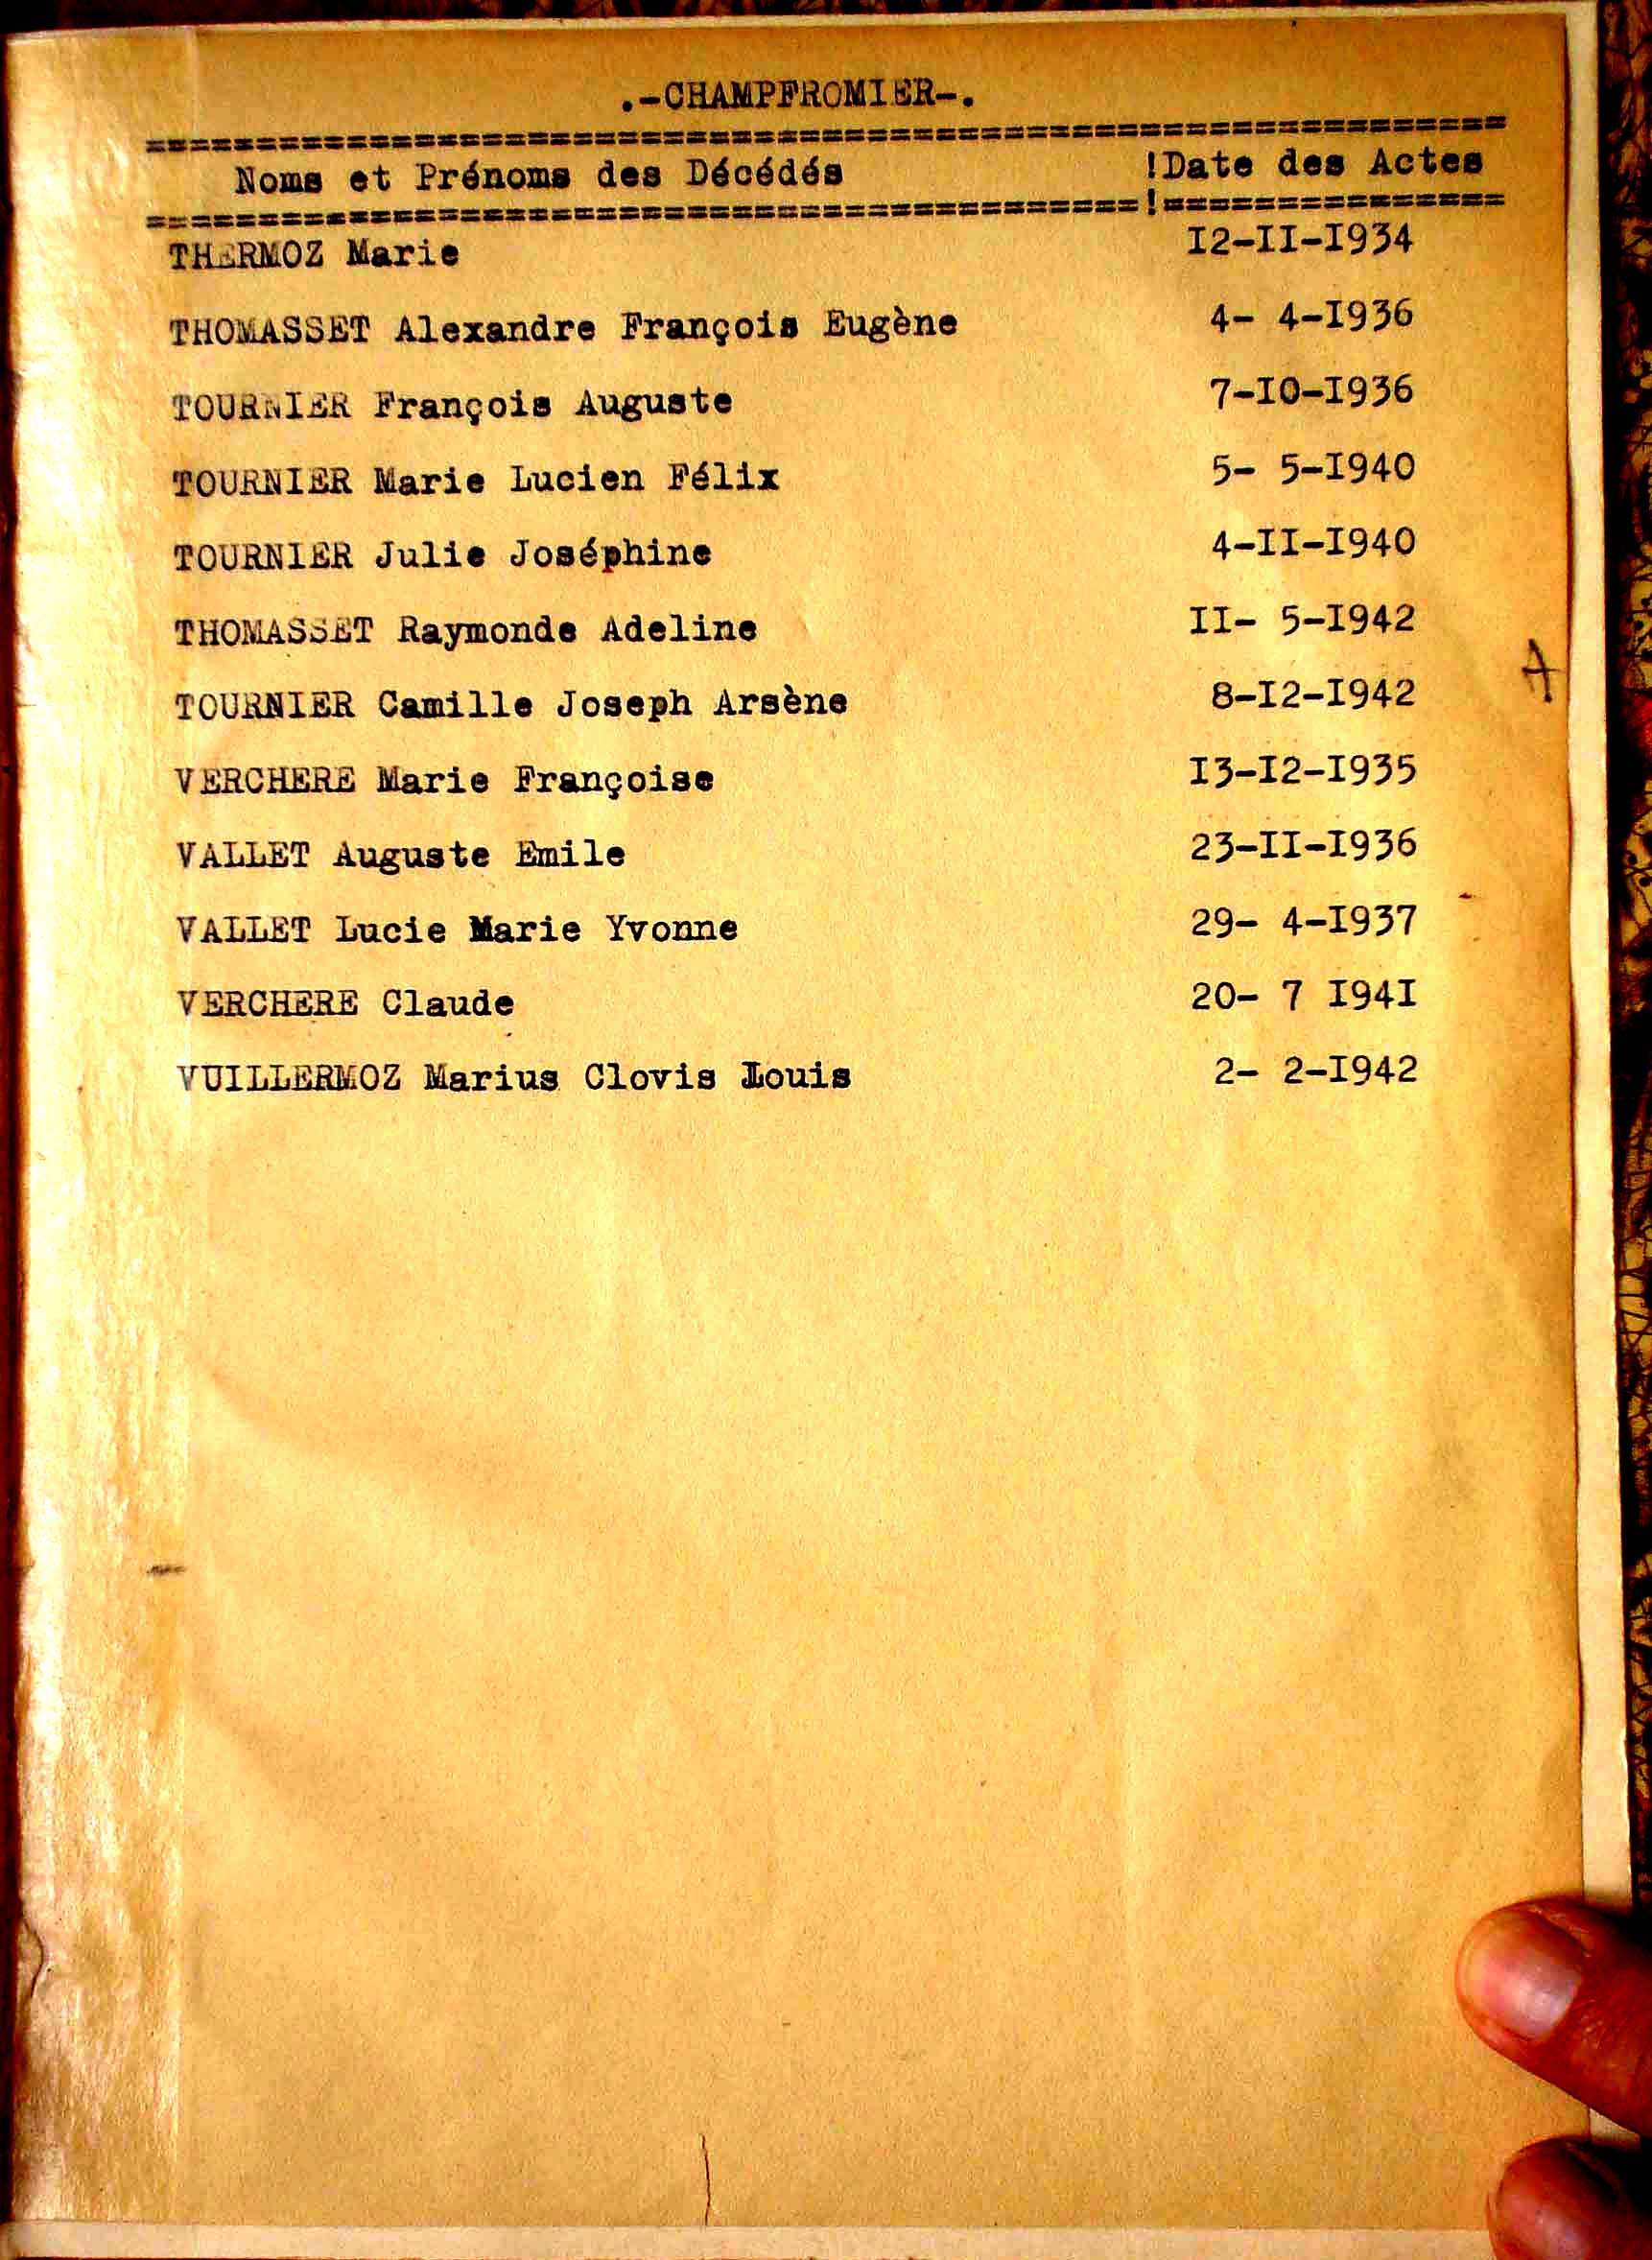 .-CHAMPFROMIER-.
Noms et Prénoms des Décédés !Date des Actes
THERMOZ Marie I2-II-I934
THOMASSET Alexandre François Eugène 4- 4-I936
TOURNIER François Auguste 7-IO-I936
TOURNIER Marie Lucien Félix 5- 5-I940
TOURNIER Julie Joséphine 4-II-I940
THOMASSET Raymonde Adeline II- 5-I942
TOURNIER Camille Joseph Arsène 8-I2-I942
A
VERCHERE Marie Françoise I3-I2-I935
VALLET Auguste Emile 23-II-I936
VALLET Lucie Marie Yvonne 29- 4-I937
VERCHERE Claude 20- 7 I94I
VUILLERMOZ Marius Clovis Louis 2- 2-I942